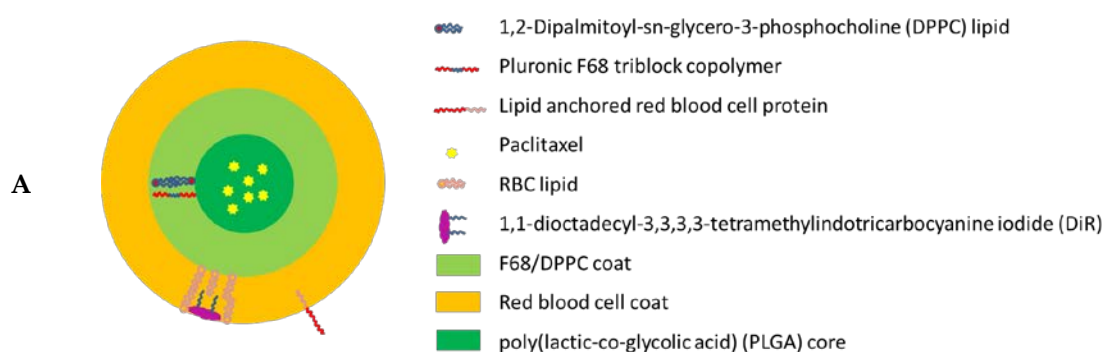 1,2-Dipalmitoyl-sn-glycero-3-phosphocholine (DPPC) lipid
Pluronic F68 triblock copolymer
Lipid anchored red blood cell protein
Paclitaxel
A
RBC lipid
1,1-dioctadecyl-3,3,3,3-tetramethylindotricarbocyanine iodide (DiR)
F68/DPPC coat
Red blood cell coat
poly(lactic-co-glycolic acid) (PLGA) core